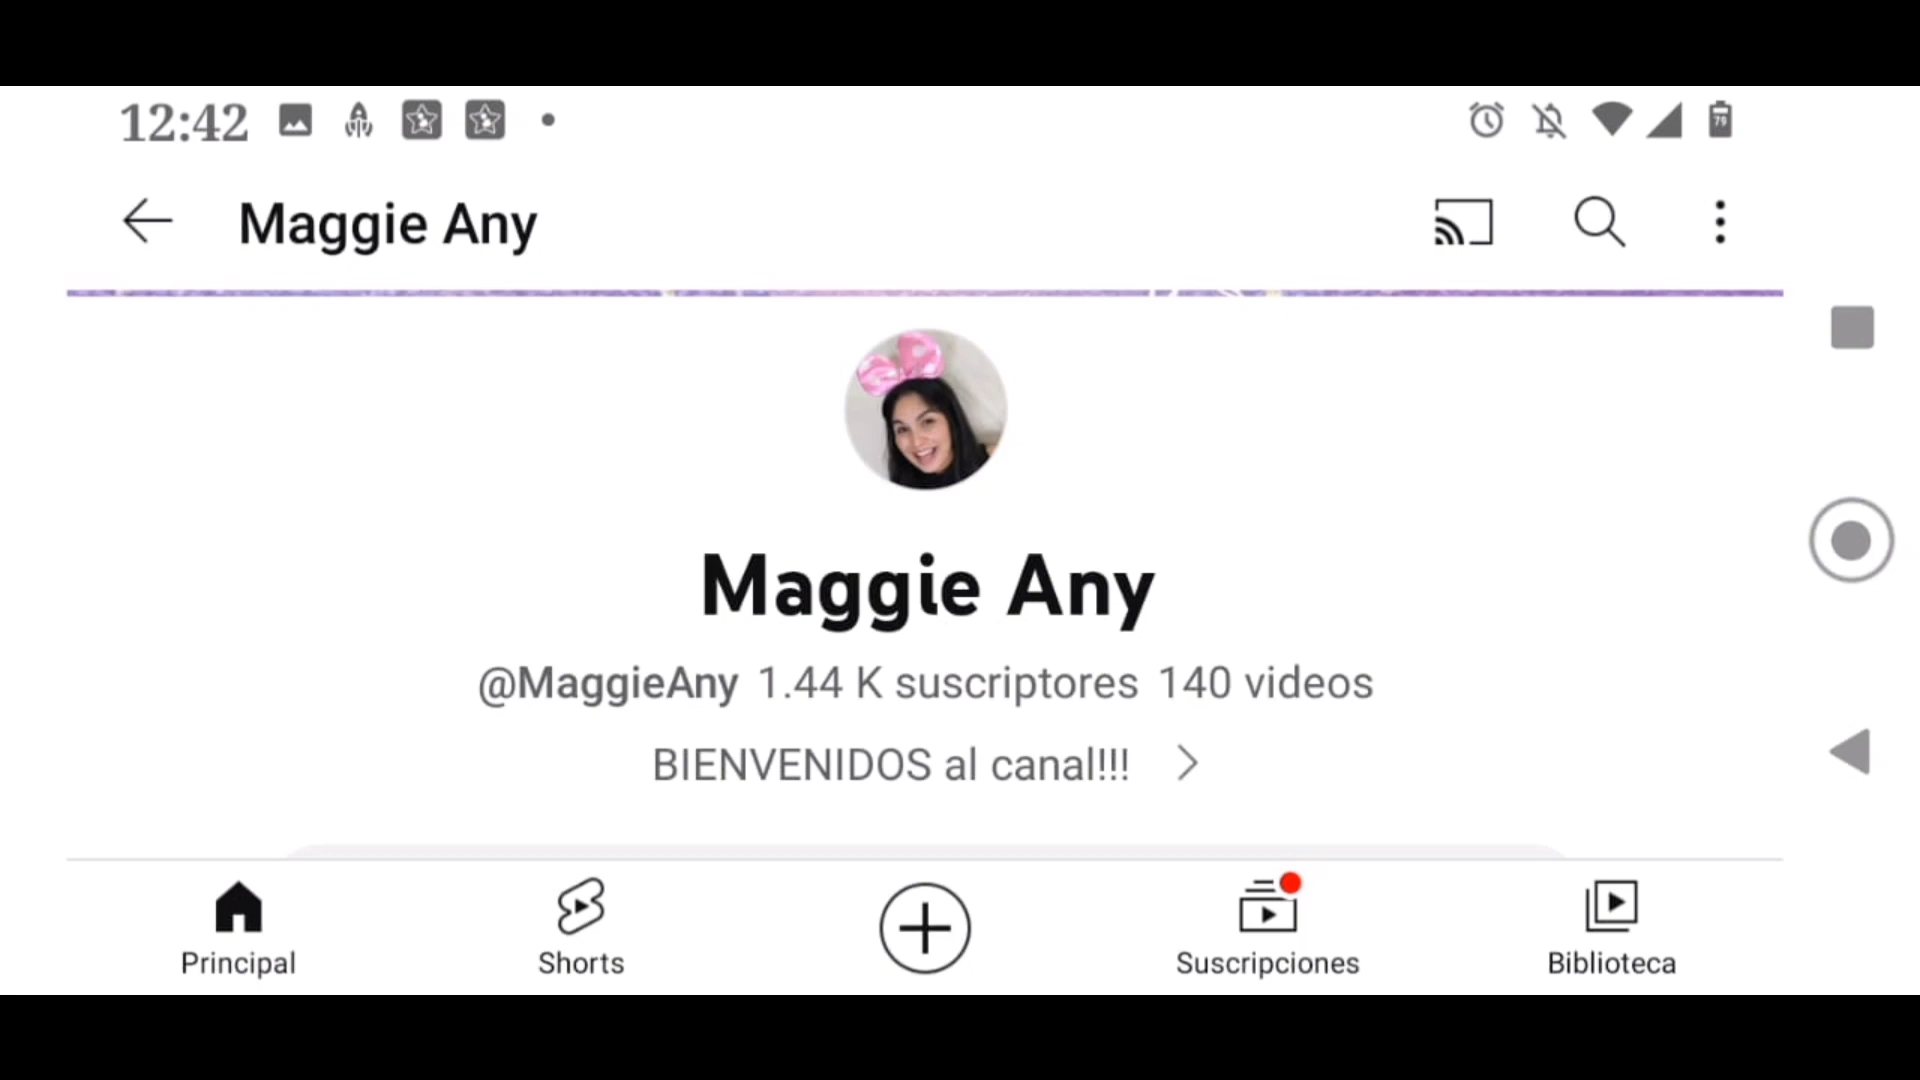 12:42
79
Maggie Any
Maggie Any
@MaggieAny 1.44 K suscriptores 140 videos
BIENVENIDOS al canal!!!
Principal
Shorts
Suscripciones
Biblioteca